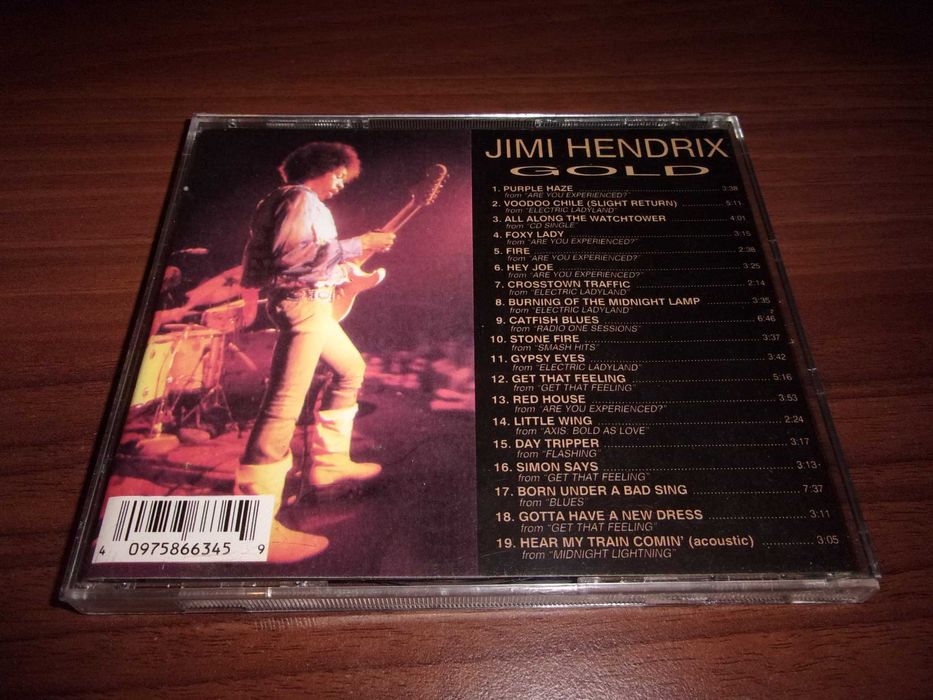 JIMI HENDRIX
GOLD
1. PURPLE HAZE 3:38
from "ARE YOU EXPERIENCED?"
2. VOODOO CHILE (SLIGHT RETURN) 5:11
from "ELECTRIC LADYLAND"
3. ALL ALONG THE WATCHTOWER 4:01
from "CD SINGLE"
4. FOXY LADY 3:15
from "ARE YOU EXPERIENCED?"
5. FIRE 2:38
from "ARE YOU EXPERIENCED?
6. HEY JOE 3:25
from "ARE YOU EXPERIENCED?"
7. CROSSTOWN TRAFFIC 2:14
from "ELECTRIC LADYLAND"
8. BURNING OF THE MIDNIGHT LAMP 3:35
from "ELECTRIC LADYLAND"
9. CATFISH BLUES 6:46
from "RADIO ONE SESSIONS"
10. STONE FIRE 3:37
from "SMASH HITS"
11. GYPSY EYES 3:42
from "ELECTRIC LADYLAND"
12. GET THAT FEELING 5:16
from "GET THAT FEELING"
13. RED HOUSE 3:53
from "ARE YOU EXPERIENCED?"
14. LITTLE WING 2:24
from "AXIS: BOLD AS LOVE"
15. DAY TRIPPER 3:17
from "FLASHING"
16. SIMON SAYS 3:13
from "GET THAT FEELING"
17. BORN UNDER A BAD SING 7:37
from "BLUES"
18. GOTTA HAVE A NEW DRESS 3:11
from "GET THAT FEELING"
19. HEAR MY TRAIN COMIN' (acoustic) 3:05
from "MIDNIGHT LIGHTNING"
4 0975866345 9